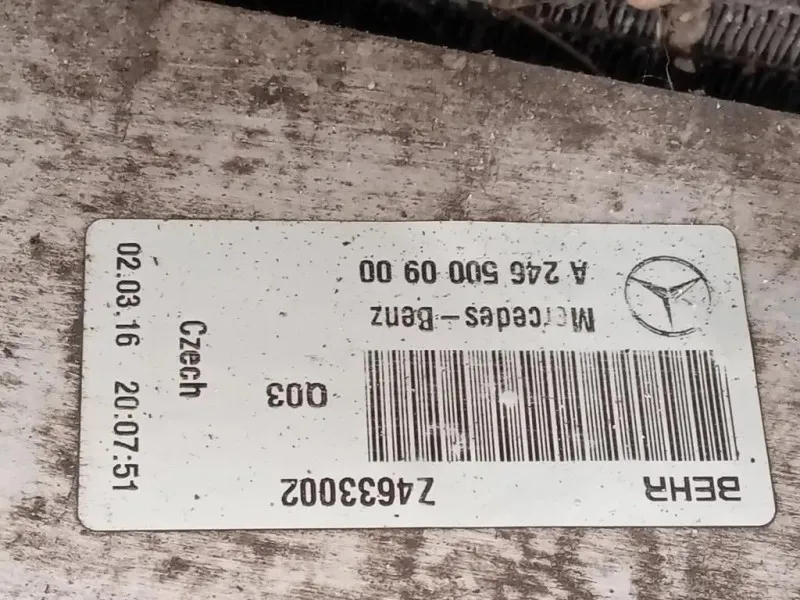 BEHR Z4633002
Q03
Mercedes-Benz
A 246 500 09 00
Czech
02.03.16 20:07:51